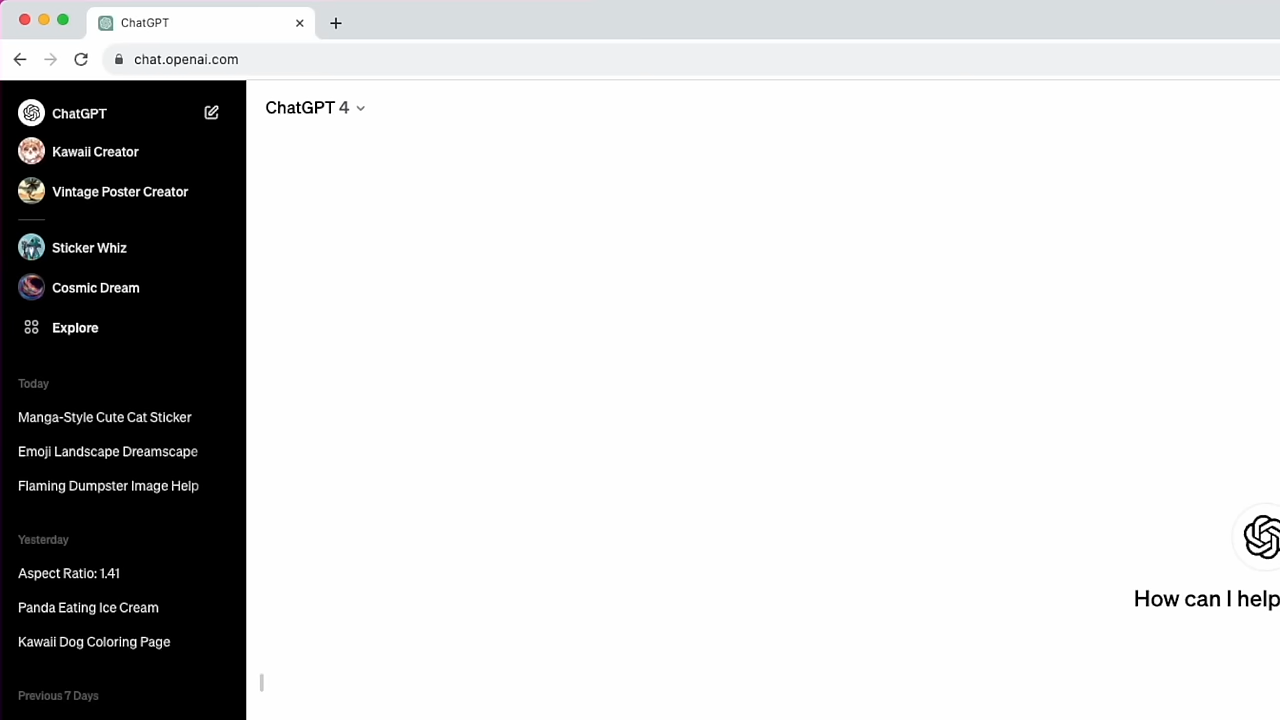 ChatGPT
chat.openai.com
ChatGPT
Kawaii Creator
Vintage Poster Creator
Sticker Whiz
Cosmic Dream
Explore
Today
Manga-Style Cute Cat Sticker
Emoji Landscape Dreamscape
Flaming Dumpster Image Help
Yesterday
Aspect Ratio: 1.41
Panda Eating Ice Cream
Kawaii Dog Coloring Page
Previous 7 Days
ChatGPT 4
How can I help